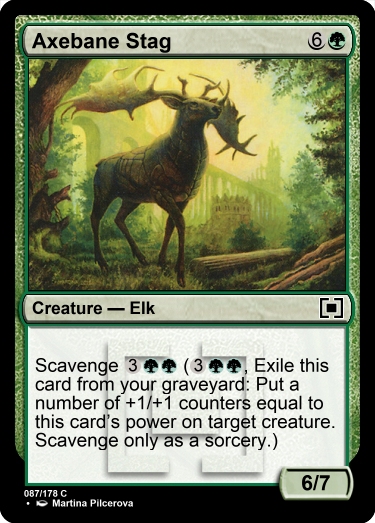 Axebane Stag 6
Creature — Elk
Scavenge 3 ( 3 , Exile this
card from your graveyard: Put a
number of +1/+1 counters equal to
this card's power on target creature.
Scavenge only as a sorcery.)
6/7
087/178 C
• Martina Pilcerova